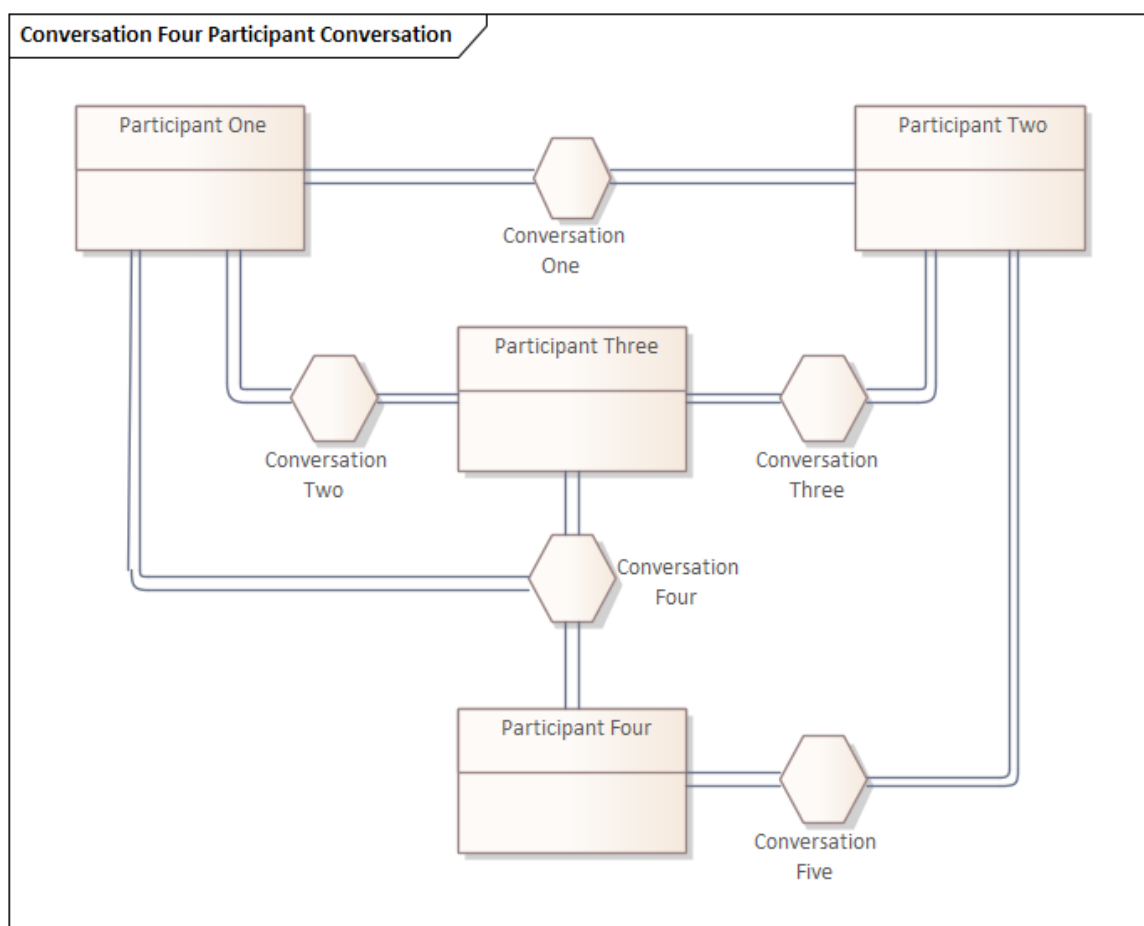 Conversation Four Participant Conversation
Participant One
Participant Two
Conversation
One
Participant Three
Conversation
Two
Conversation
Three
Conversation
Four
Participant Four
Conversation
Five